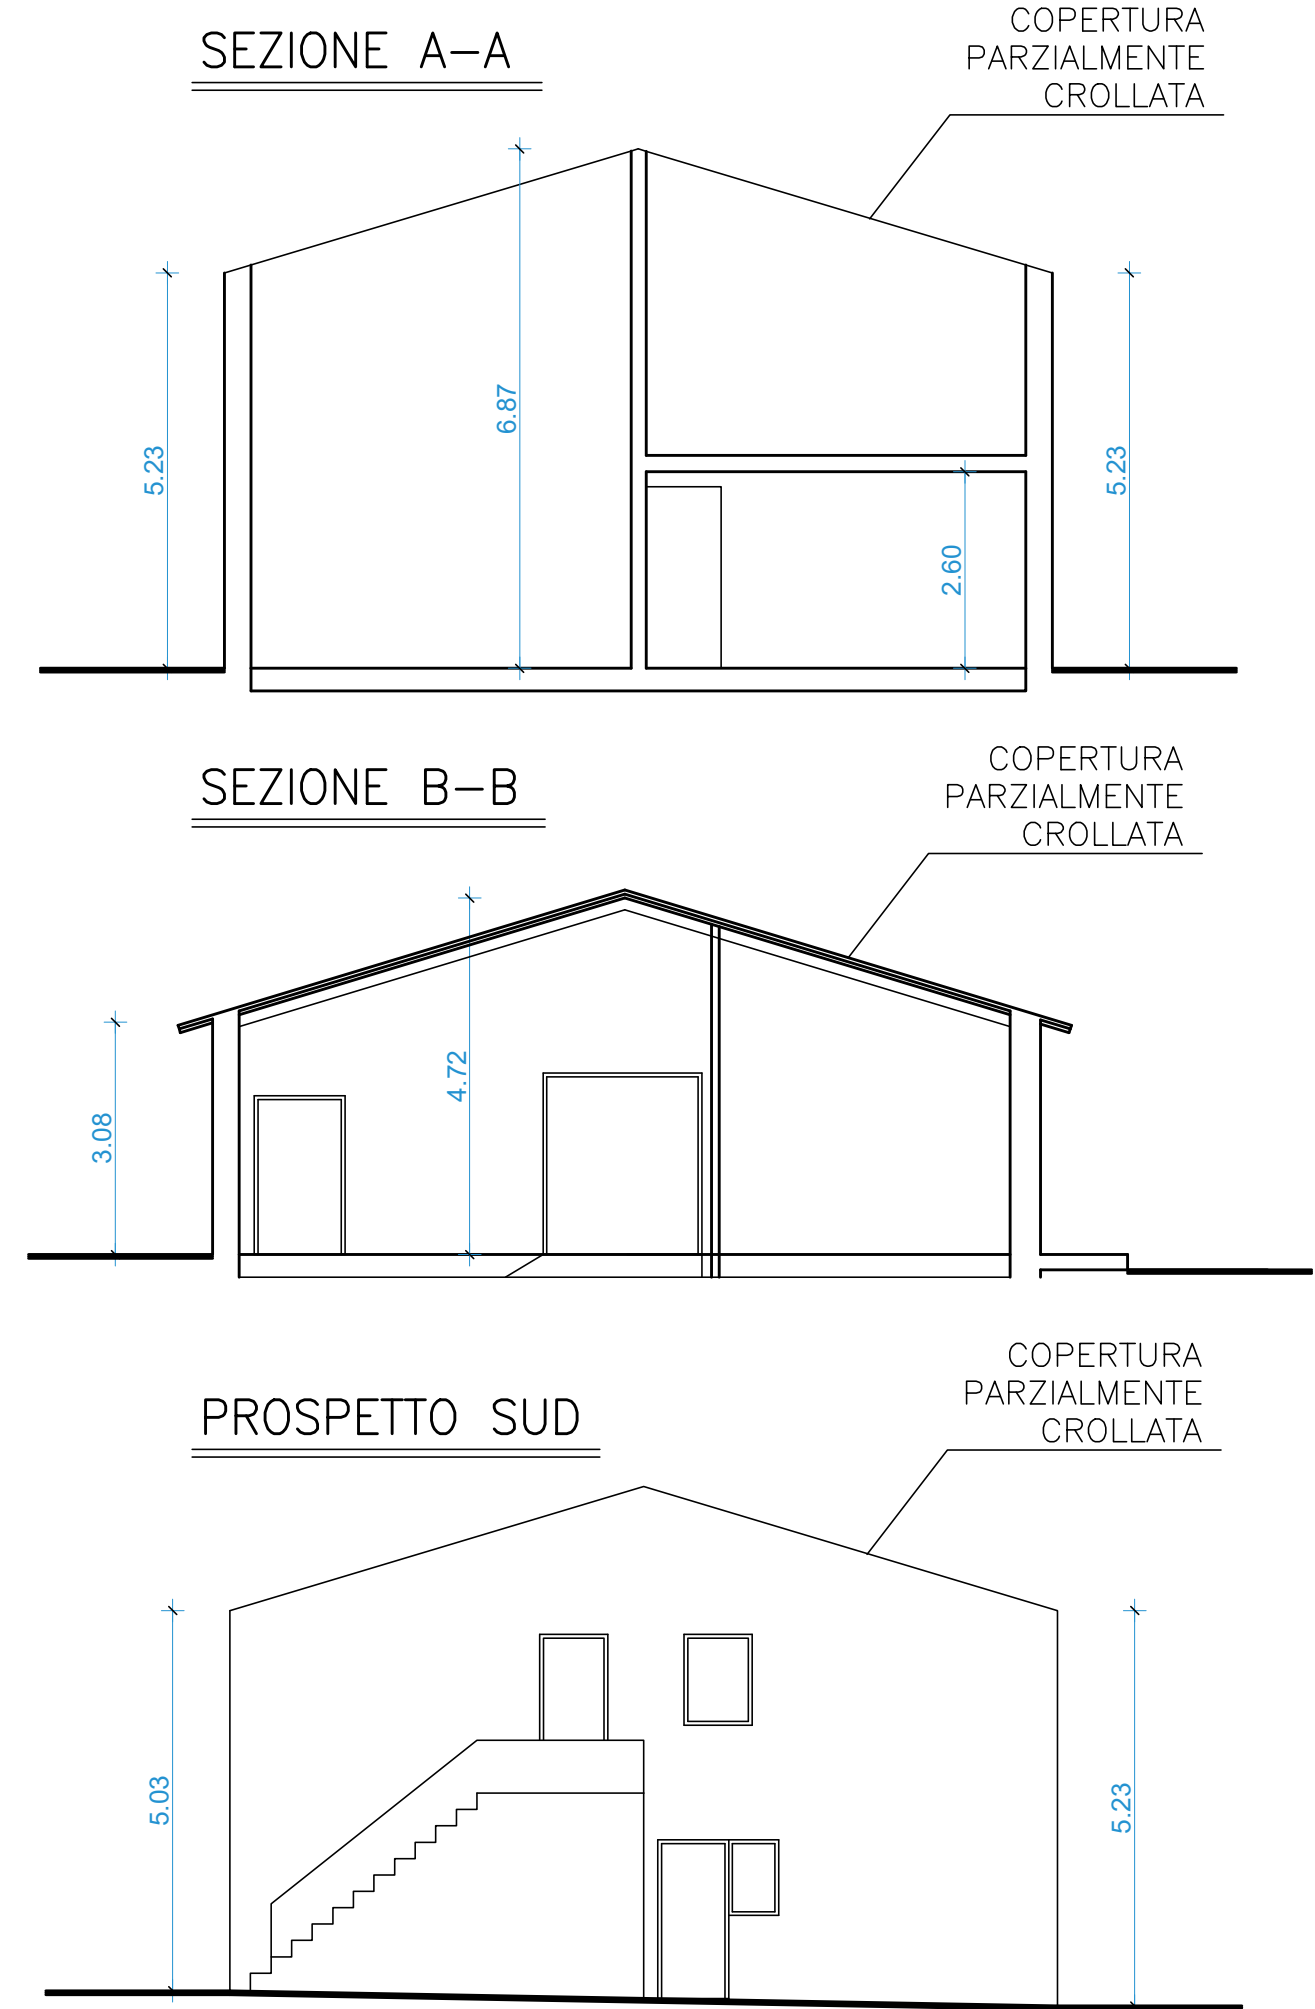 SEZIONE A-A
COPERTURA
PARZIALMENTE
CROLLATA
5.23
6.87
2.60
5.23
SEZIONE B-B
COPERTURA
PARZIALMENTE
CROLLATA
3.08
4.72
PROSPETTO SUD
COPERTURA
PARZIALMENTE
CROLLATA
5.03
5.23